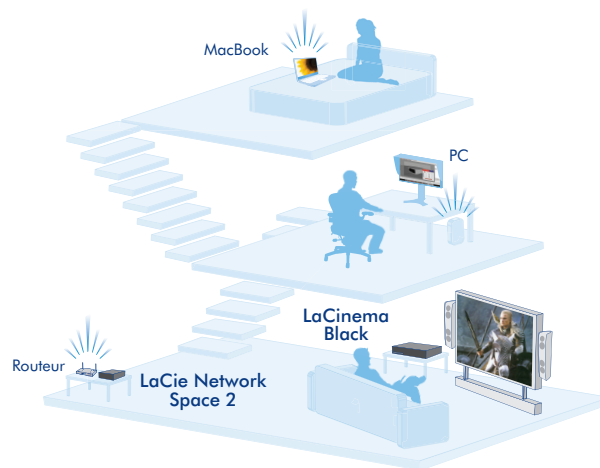 MacBook
PC
LaCinema
Black
Routeur
LaCie Network
Space 2